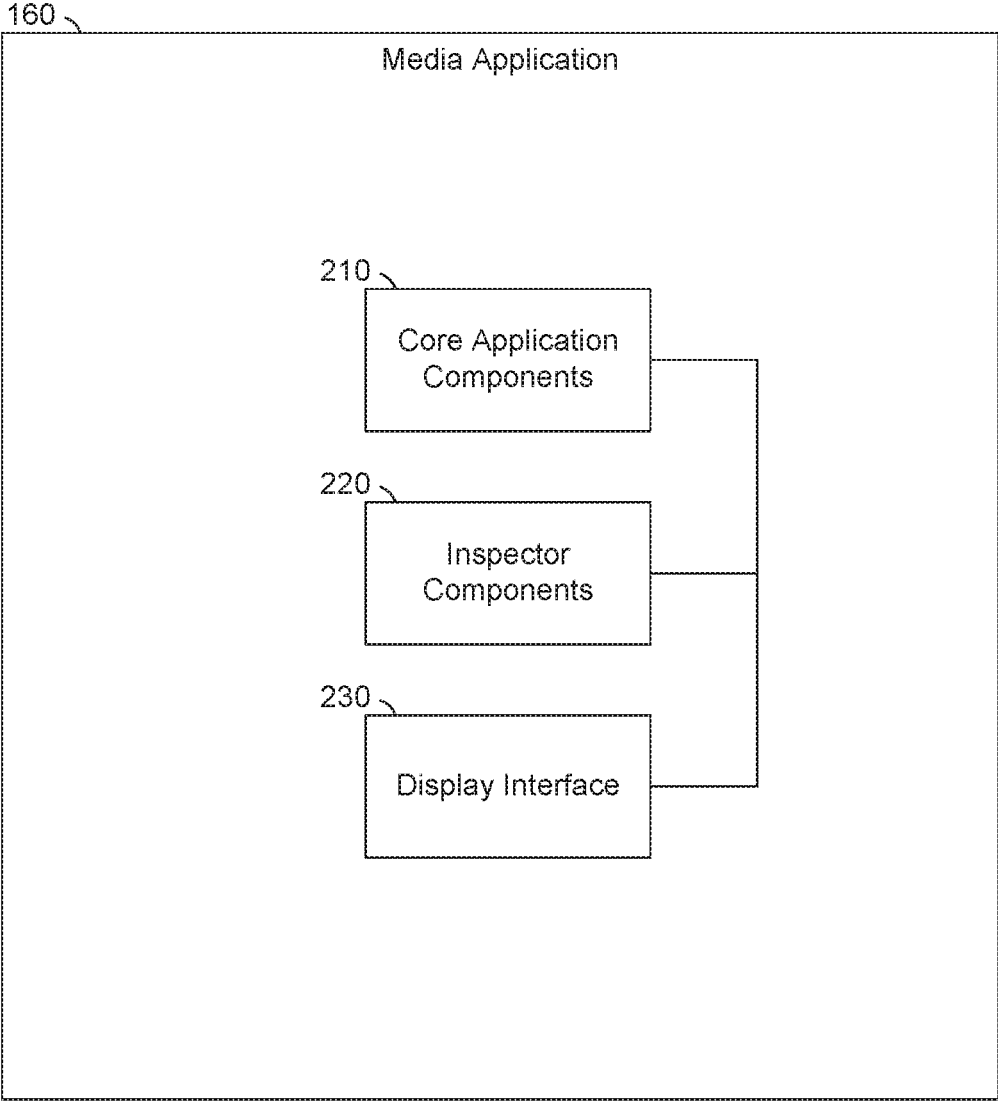 160
Media Application
210
Core Application
Components
220
Inspector
Components
230
Display Interface